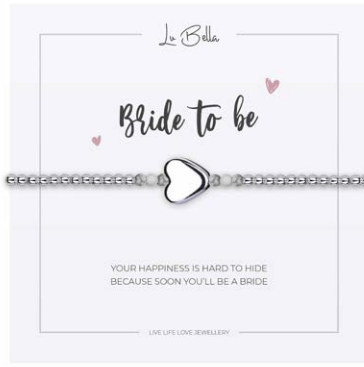 Lu Bella
Bride to be
YOUR HAPPINESS IS HARD TO HIDE
BECAUSE SOON YOU'LL BE A BRIDE
LIVE LIFE LOVE JEWELLERY